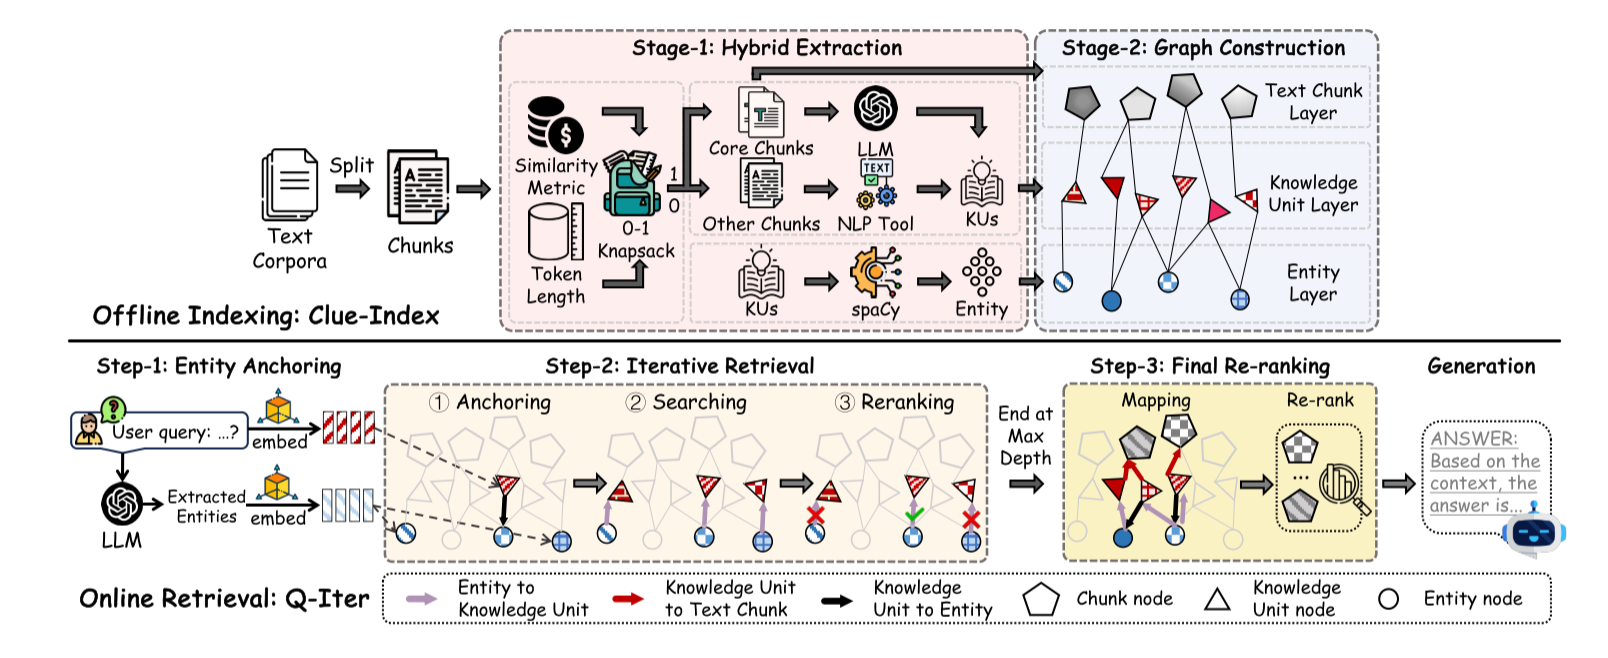 Stage-1: Hybrid Extraction
Stage-2: Graph Construction
Similarity
Metric
Token
Length
0-1
Knapsack
1
0
Core Chunks
LLM
TEXT
Other Chunks
NLP Tool
KUs
KUs
spaCy
Entity
Text Chunk
Layer
Knowledge
Unit Layer
Entity
Layer
Text
Corpora
Split
Chunks
Offline Indexing: Clue-Index
Step-1: Entity Anchoring
Step-2: Iterative Retrieval
Step-3: Final Re-ranking
Generation
User query: ...?
embed
LLM
Extracted
Entities
embed
① Anchoring
② Searching
③ Reranking
End at
Max
Depth
Mapping
Re-rank
...
ANSWER:
Based on the
context, the
answer is...
Online Retrieval: Q-Iter
Entity to
Knowledge Unit
Knowledge Unit
to Text Chunk
Knowledge
Unit to Entity
Chunk node
Knowledge
Unit node
Entity node